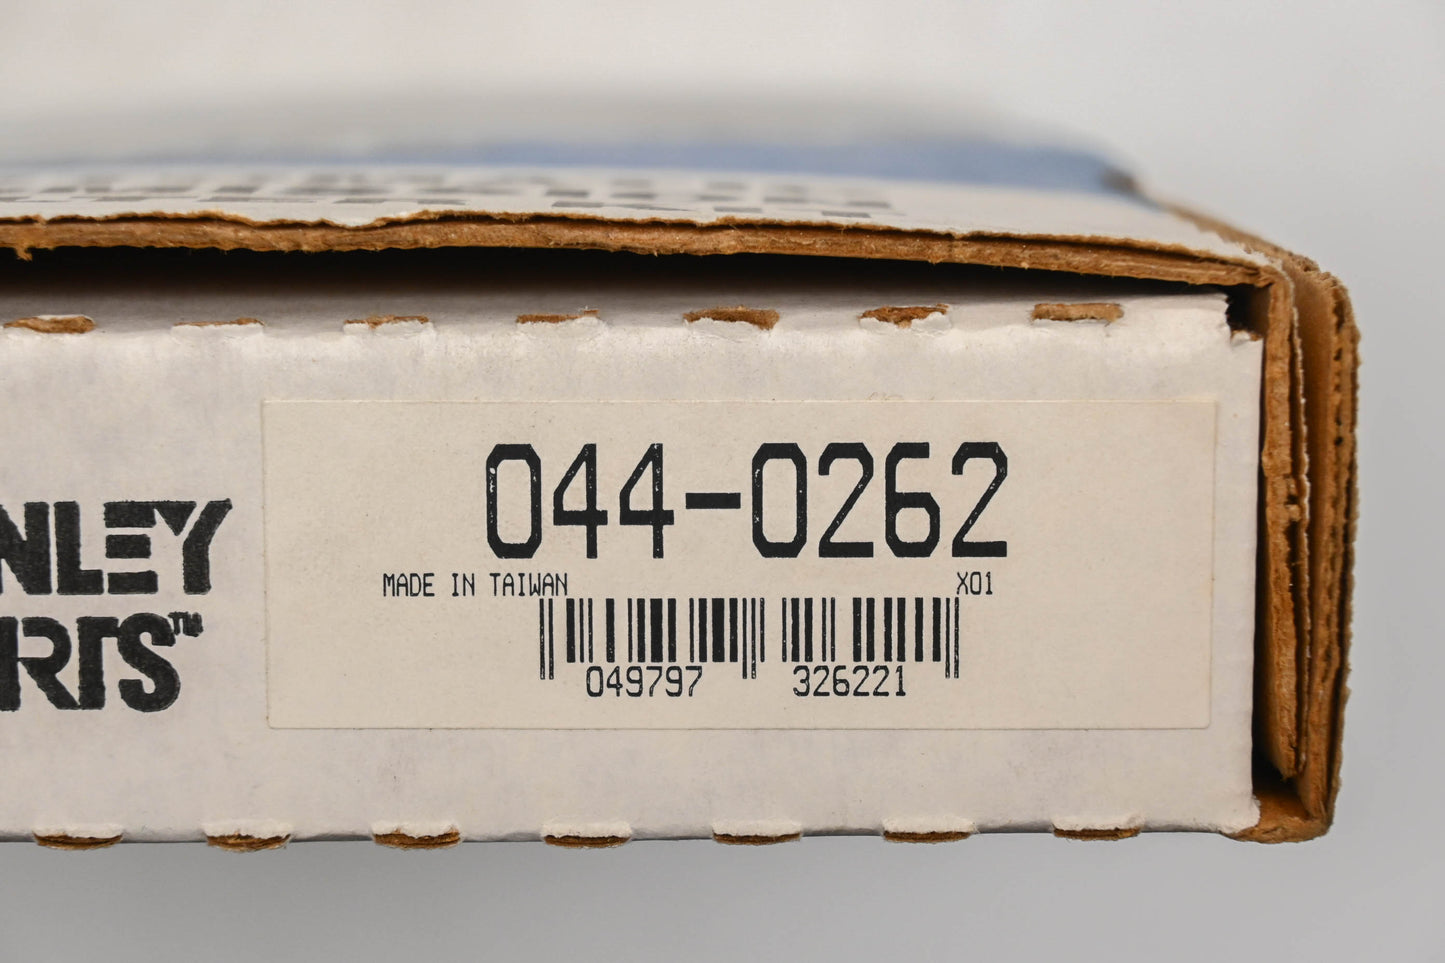 NLEY
RTS™
044-0262
MADE IN TAIWAN X01
049797 326221